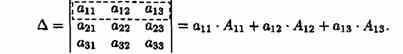 Δ = | a₁₁ a₁₂ a₁₃ |
| a₂₁ a₂₂ a₂₃ | = a₁₁ · A₁₁ + a₁₂ · A₁₂ + a₁₃ · A₁₃.
| a₃₁ a₃₂ a₃₃ |